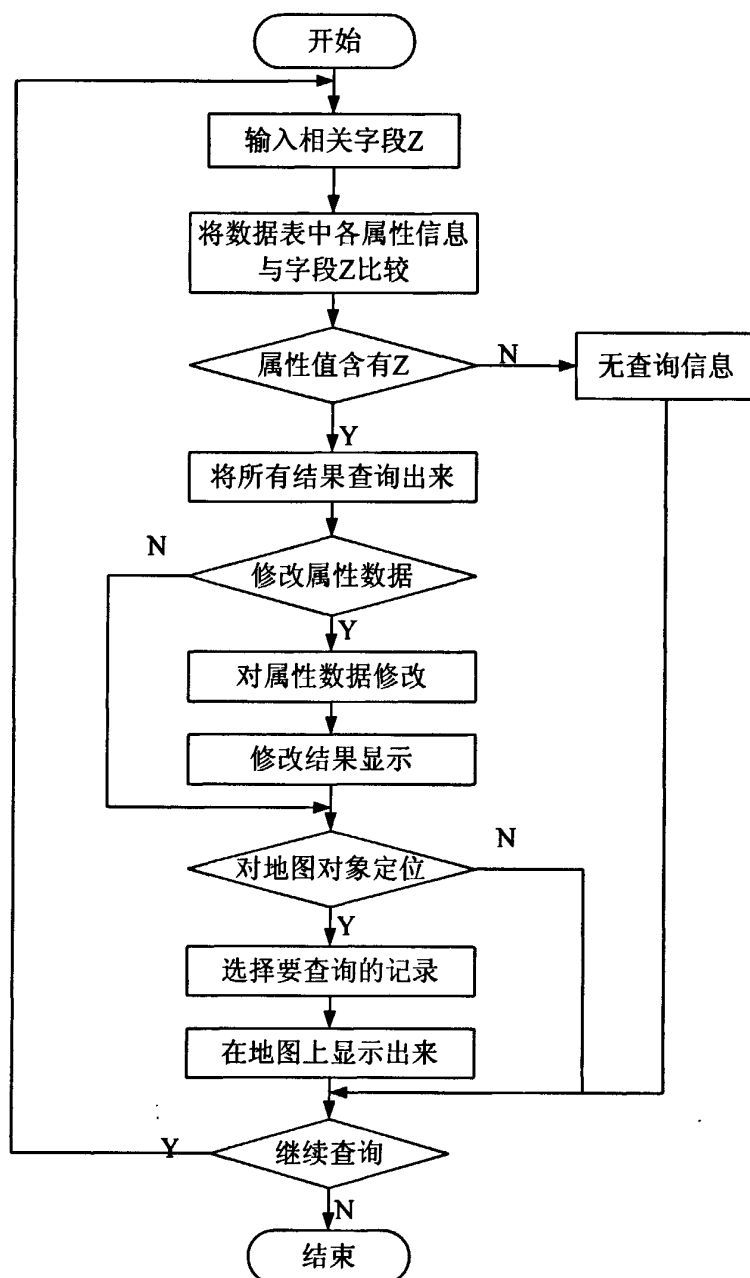 开始
输入相关字段Z
将数据表中各属性信息
与字段Z比较
属性值含有Z
N
无查询信息
Y
将所有结果查询出来
N
修改属性数据
Y
对属性数据修改
修改结果显示
N
对地图对象定位
Y
选择要查询的记录
在地图上显示出来
Y
继续查询
N
结束